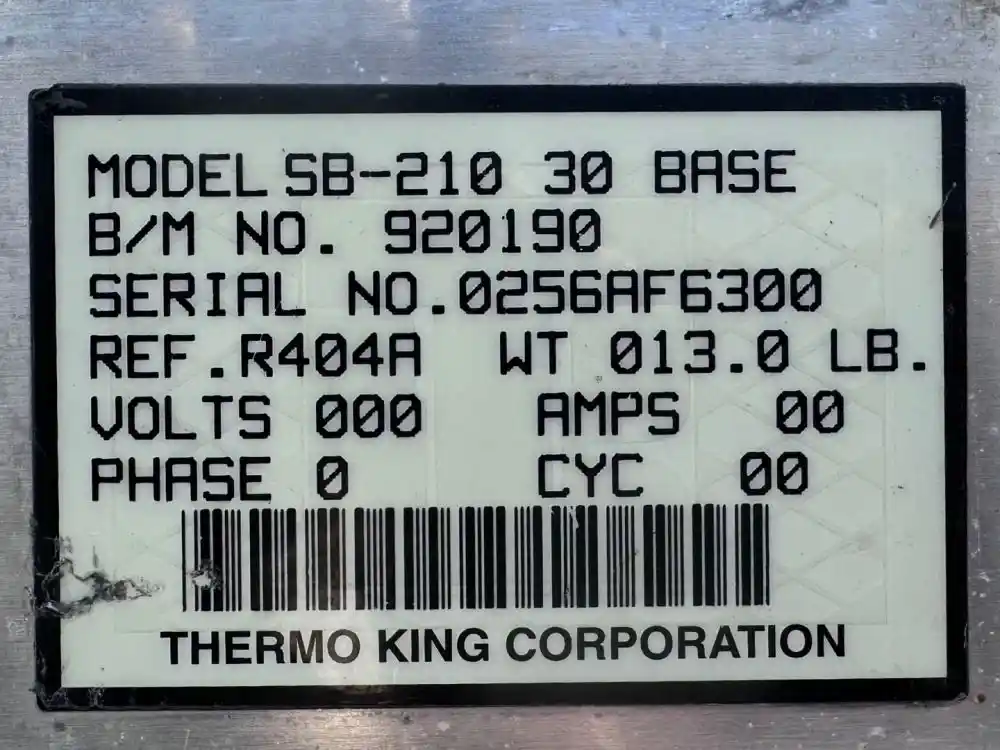 MODEL SB-210 30 BASE
B/M NO. 920190
SERIAL NO.0256AF6300
REF.R404A WT 013.0 LB.
VOLTS 000 AMPS 00
PHASE 0 CYC 00
THERMO KING CORPORATION